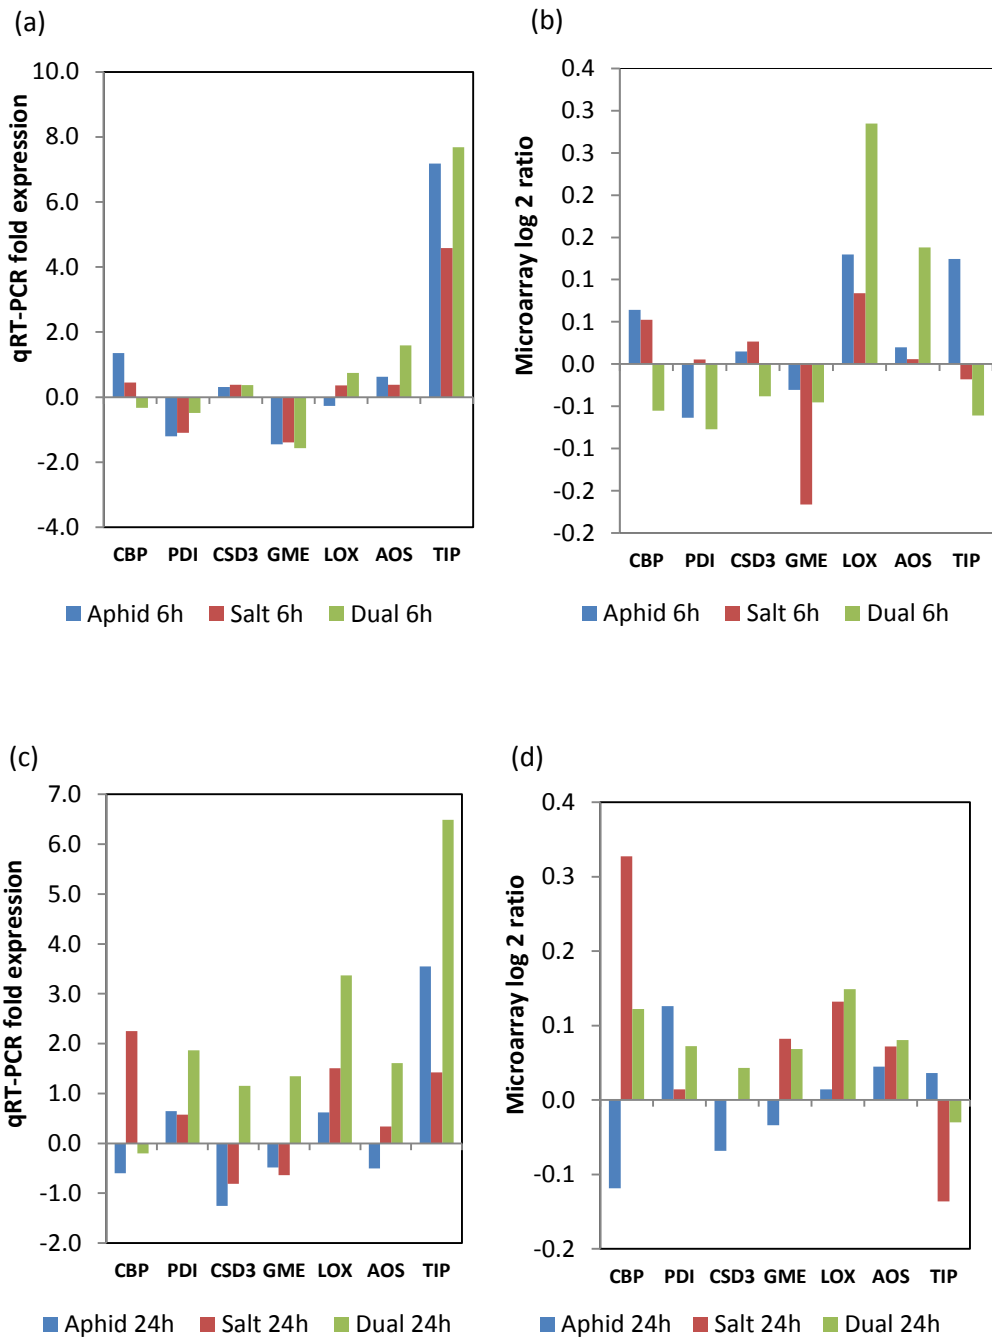 (a)
qRT-PCR fold expression
10.0
8.0
6.0
4.0
2.0
0.0
-2.0
-4.0
CBP PDI CSD3 GME LOX AOS TIP
Aphid 6h Salt 6h Dual 6h
(b)
Microarray log 2 ratio
0.4
0.3
0.3
0.2
0.2
0.1
0.1
0.0
-0.1
-0.1
-0.2
-0.2
CBP PDI CSD3 GME LOX AOS TIP
Aphid 6h Salt 6h Dual 6h
(c)
qRT-PCR fold expression
7.0
6.0
5.0
4.0
3.0
2.0
1.0
0.0
-1.0
-2.0
CBP PDI CSD3 GME LOX AOS TIP
Aphid 24h Salt 24h Dual 24h
(d)
Microarray log 2 ratio
0.4
0.3
0.2
0.1
0.0
-0.1
-0.2
CBP PDI CSD3 GME LOX AOS TIP
Aphid 24h Salt 24h Dual 24h